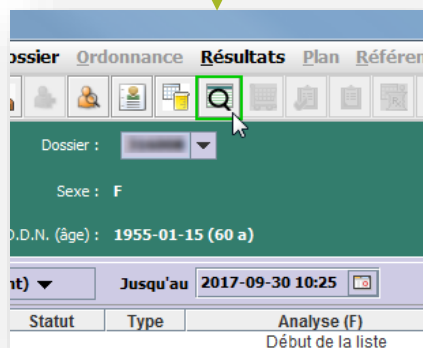 ossier Ordonnance Résultats Plan Référen
Dossier :
Sexe : F
D.D.N. (âge) : 1955-01-15 (60 a)
nt) Jusqu'au 2017-09-30 10:25
Statut Type Analyse (F)
Début de la liste